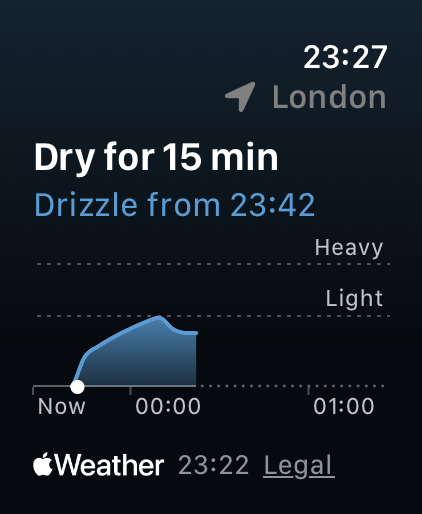 23:27
London
Dry for 15 min
Drizzle from 23:42
Heavy
Light
Now 00:00 01:00
Weather 23:22 Legal